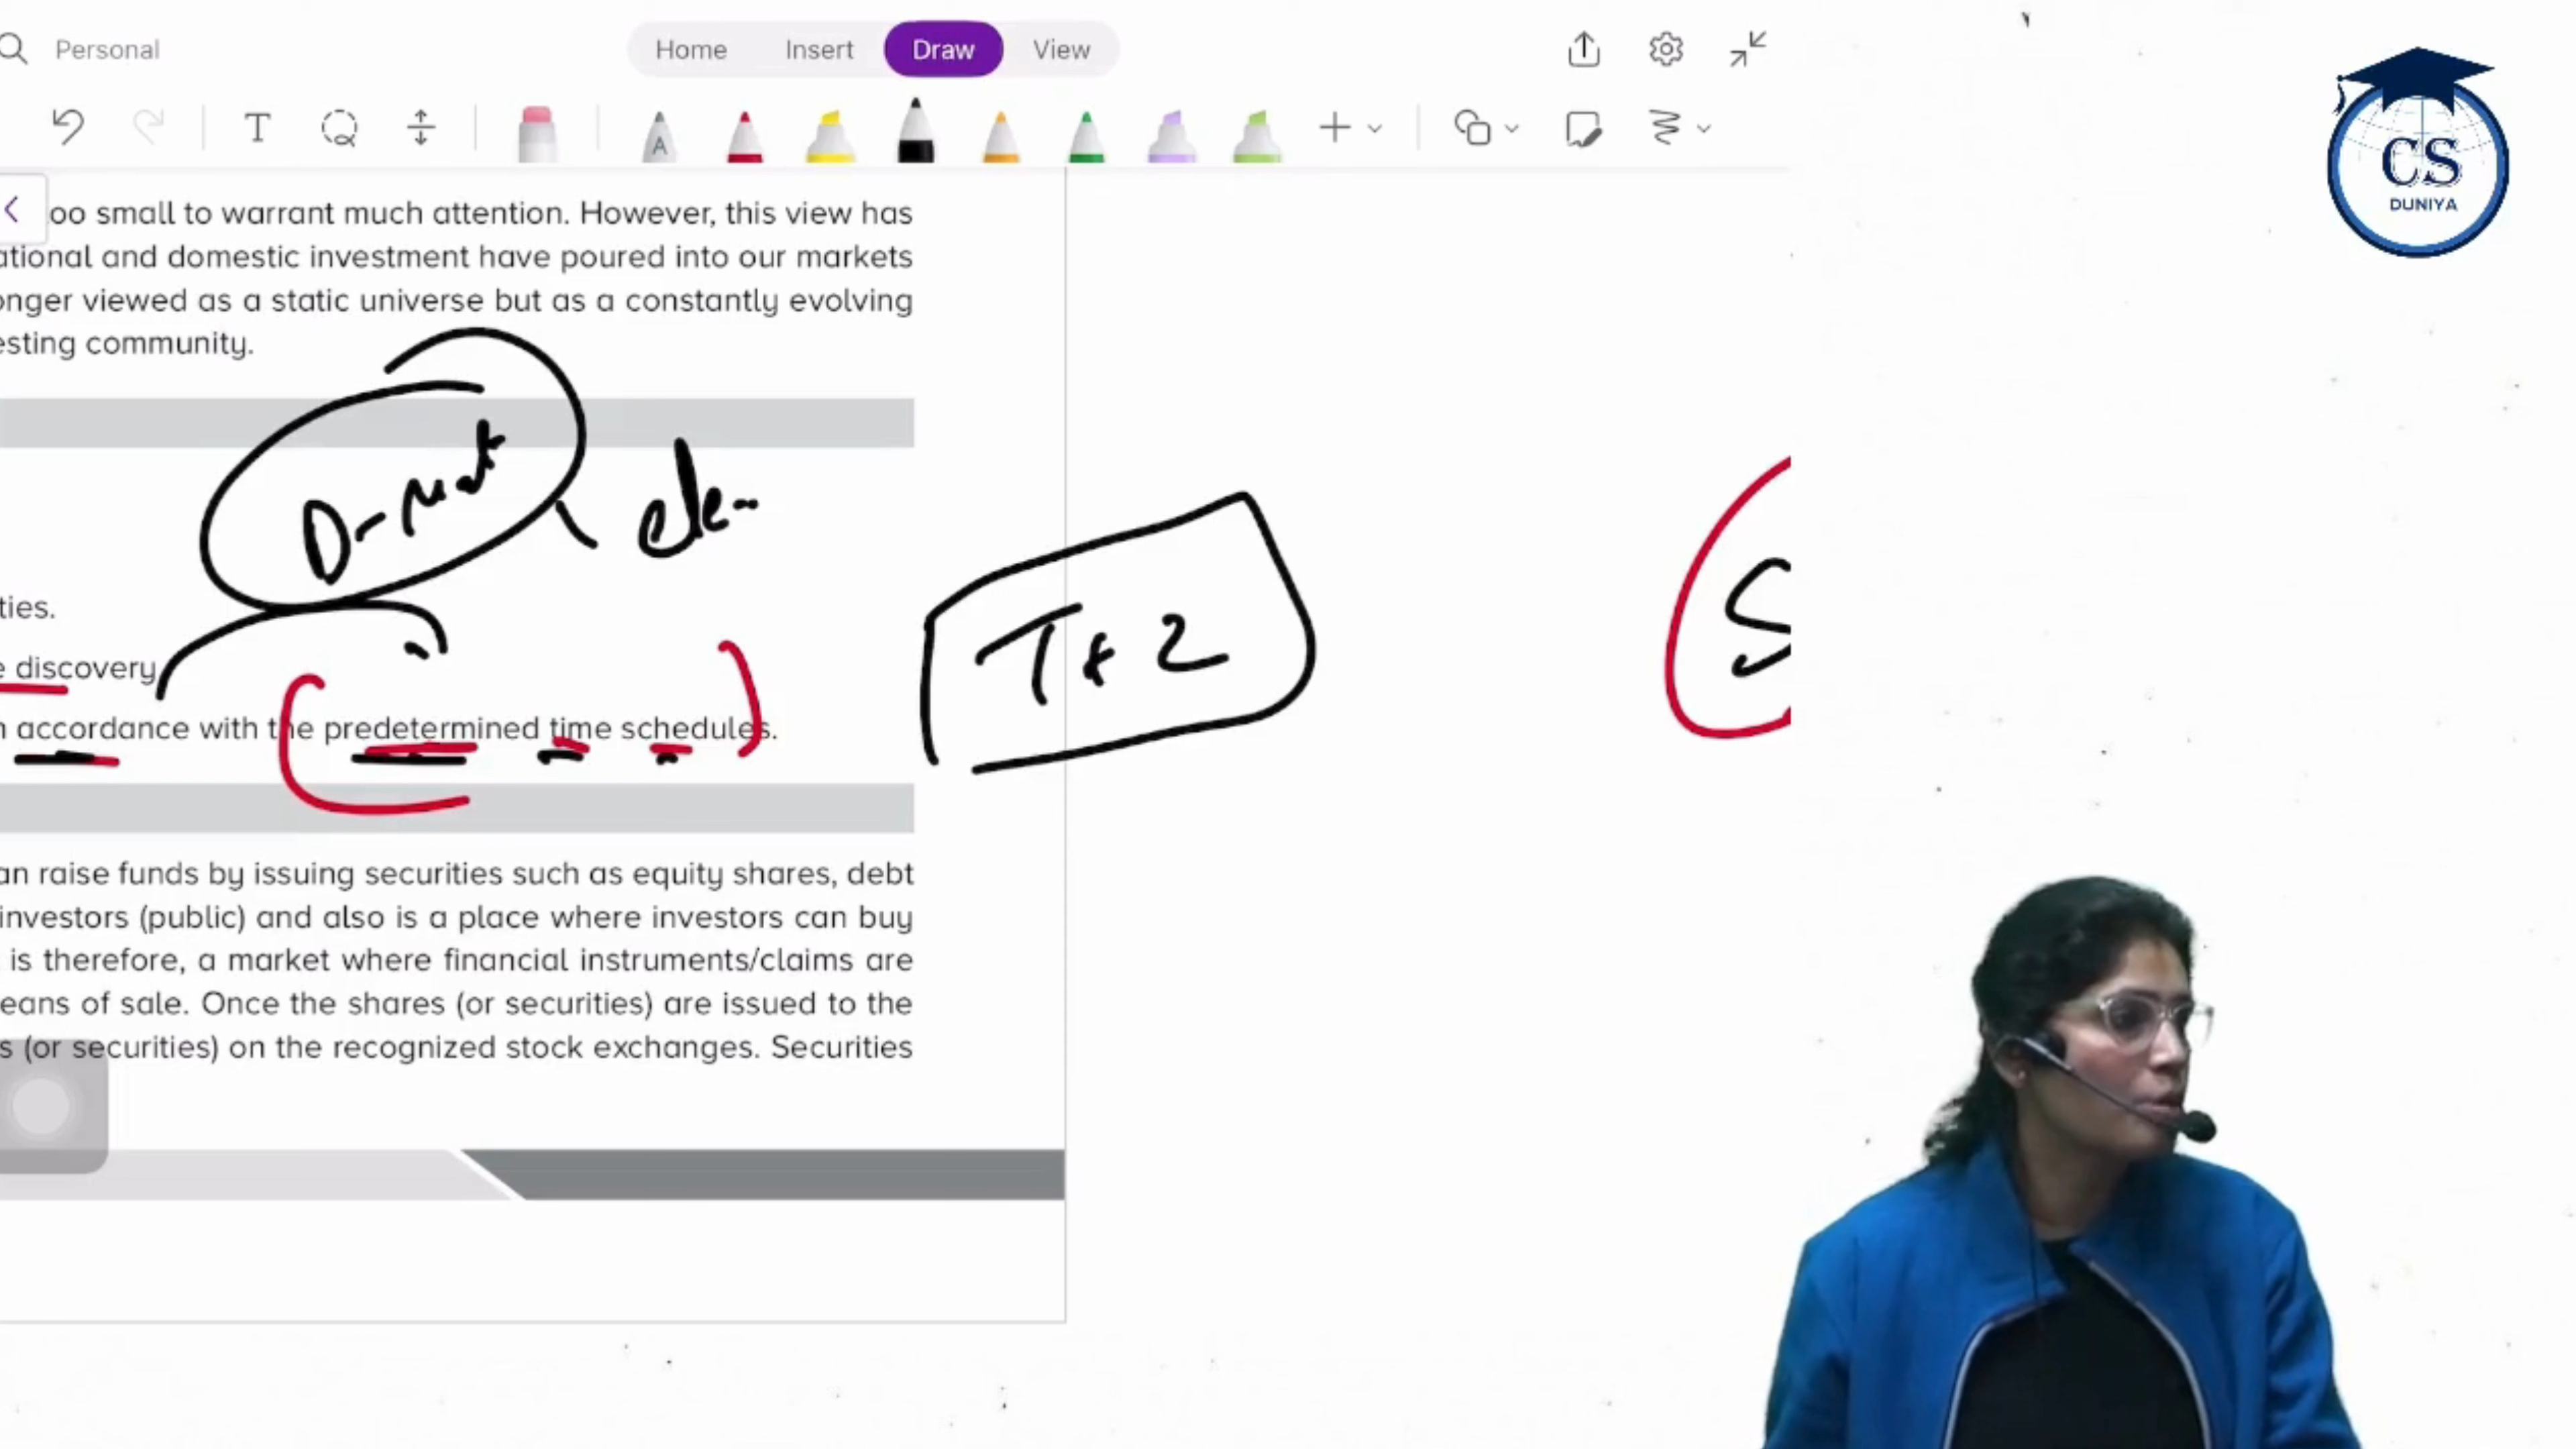 Personal
Home Insert Draw View
A
CS
DUNIYA
oo small to warrant much attention. However, this view has
ational and domestic investment have poured into our markets
onger viewed as a static universe but as a constantly evolving
esting community.
D-Mat
ele--
T+2
S
ties.
e discovery
n accordance with the predetermined time schedules.
an raise funds by issuing securities such as equity shares, debt
investors (public) and also is a place where investors can buy
is therefore, a market where financial instruments/claims are
eans of sale. Once the shares (or securities) are issued to the
s (or securities) on the recognized stock exchanges. Securities